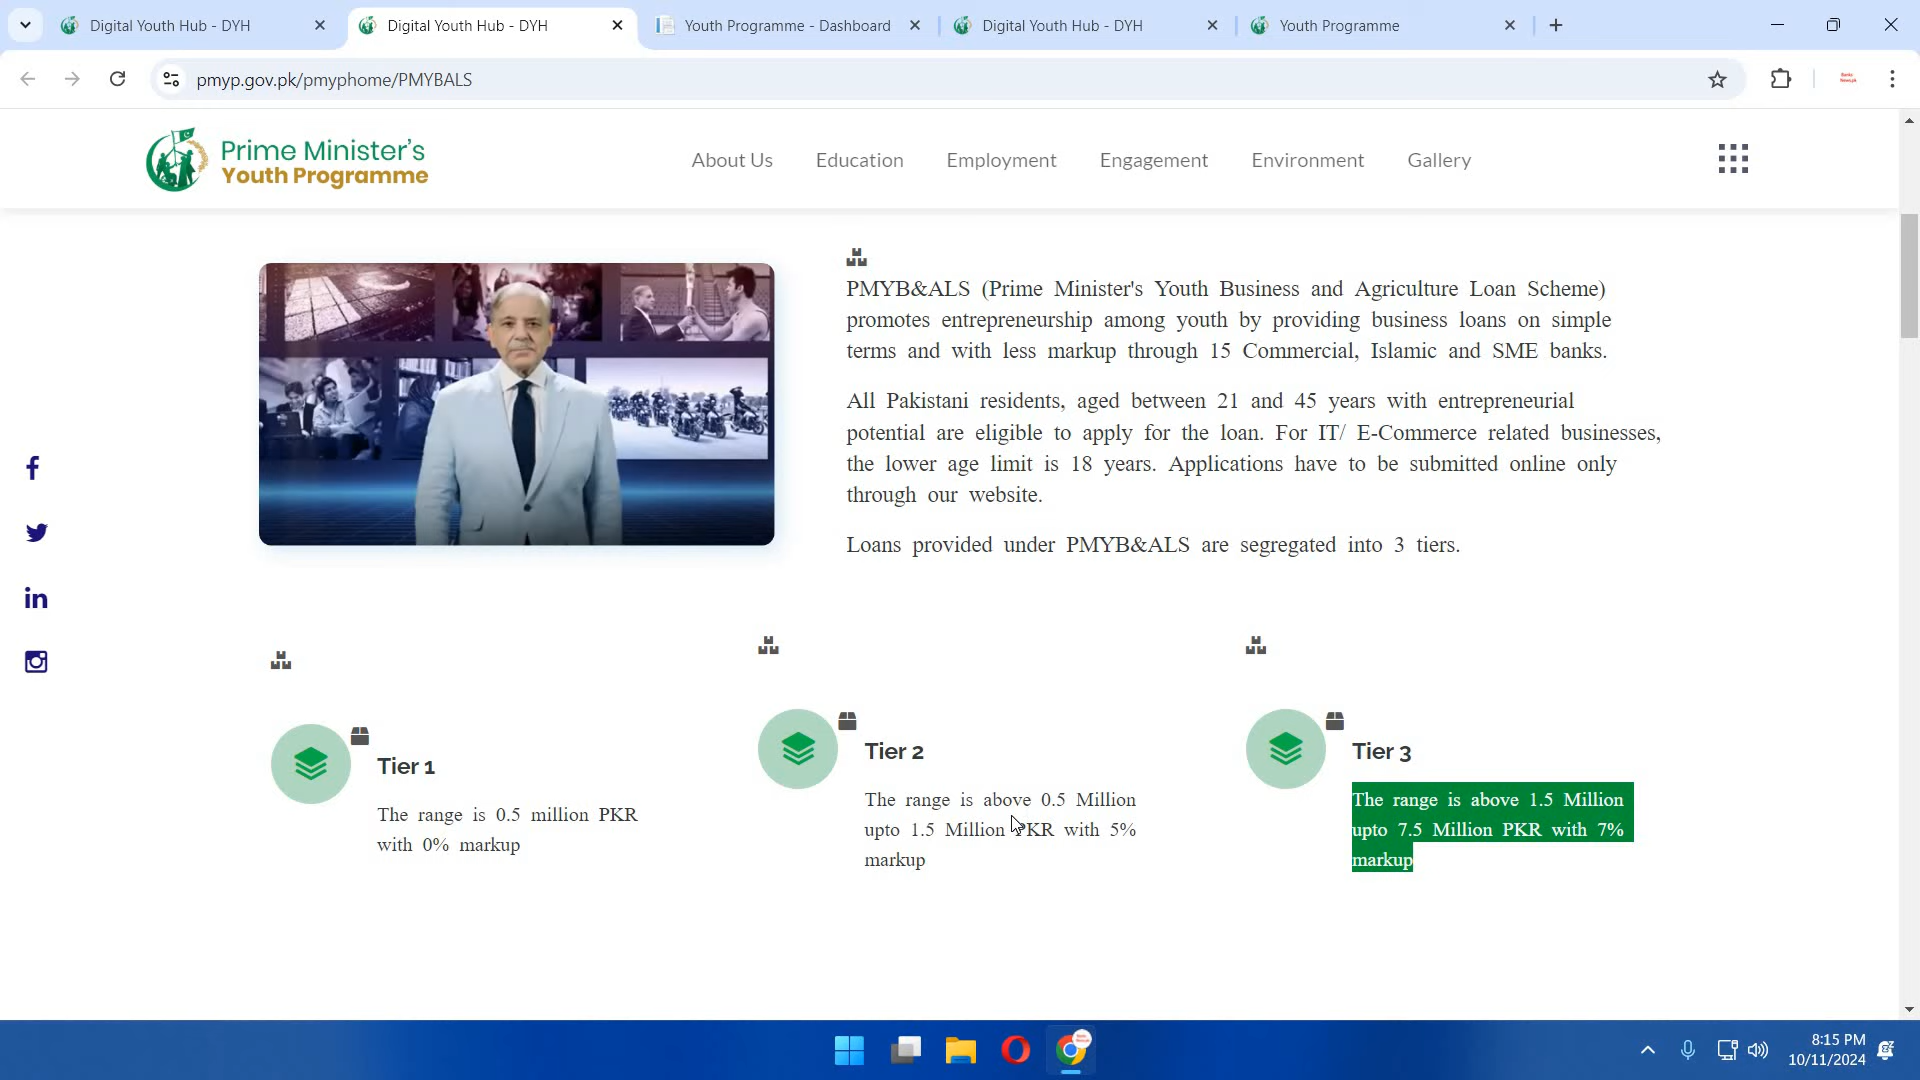 Digital Youth Hub - DYH
Digital Youth Hub - DYH
Youth Programme - Dashboard
Digital Youth Hub - DYH
Youth Programme
pmyp.gov.pk/pmyphome/PMYBALS
Prime Minister's
Youth Programme
About Us
Education
Employment
Engagement
Environment
Gallery
PMYB&ALS (Prime Minister's Youth Business and Agriculture Loan Scheme)
promotes entrepreneurship among youth by providing business loans on simple
terms and with less markup through 15 Commercial, Islamic and SME banks.
All Pakistani residents, aged between 21 and 45 years with entrepreneurial
potential are eligible to apply for the loan. For IT/ E-Commerce related businesses,
the lower age limit is 18 years. Applications have to be submitted online only
through our website.
Loans provided under PMYB&ALS are segregated into 3 tiers.
Tier 1
The range is 0.5 million PKR
with 0% markup
Tier 2
The range is above 0.5 Million
upto 1.5 Million PKR with 5%
markup
Tier 3
The range is above 1.5 Million
upto 7.5 Million PKR with 7%
markup
8:15 PM
10/11/2024